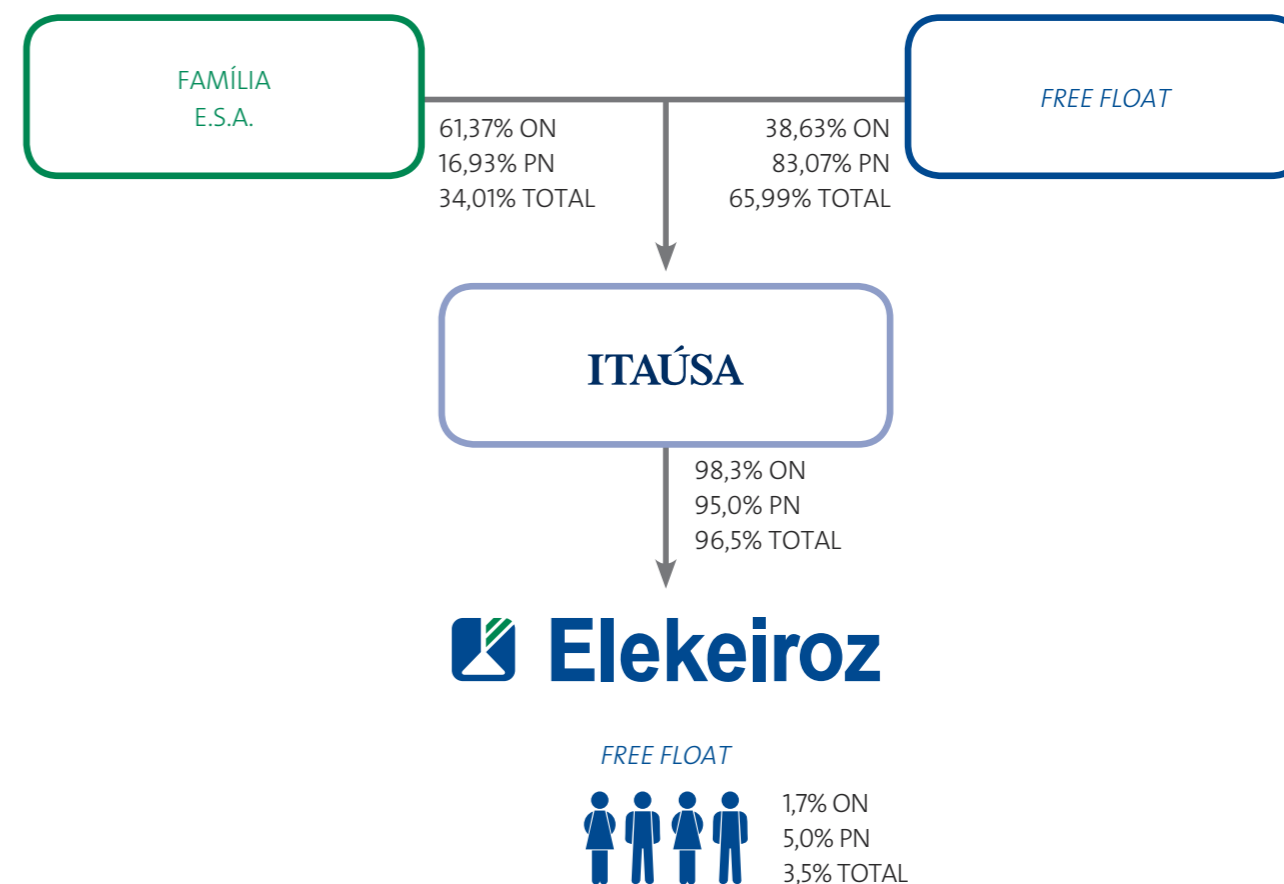 FAMÍLIA
E.S.A.
61,37% ON
16,93% PN
34,01% TOTAL
38,63% ON
83,07% PN
65,99% TOTAL
FREE FLOAT
ITAÚSA
98,3% ON
95,0% PN
96,5% TOTAL
Elekeiroz
FREE FLOAT
1,7% ON
5,0% PN
3,5% TOTAL